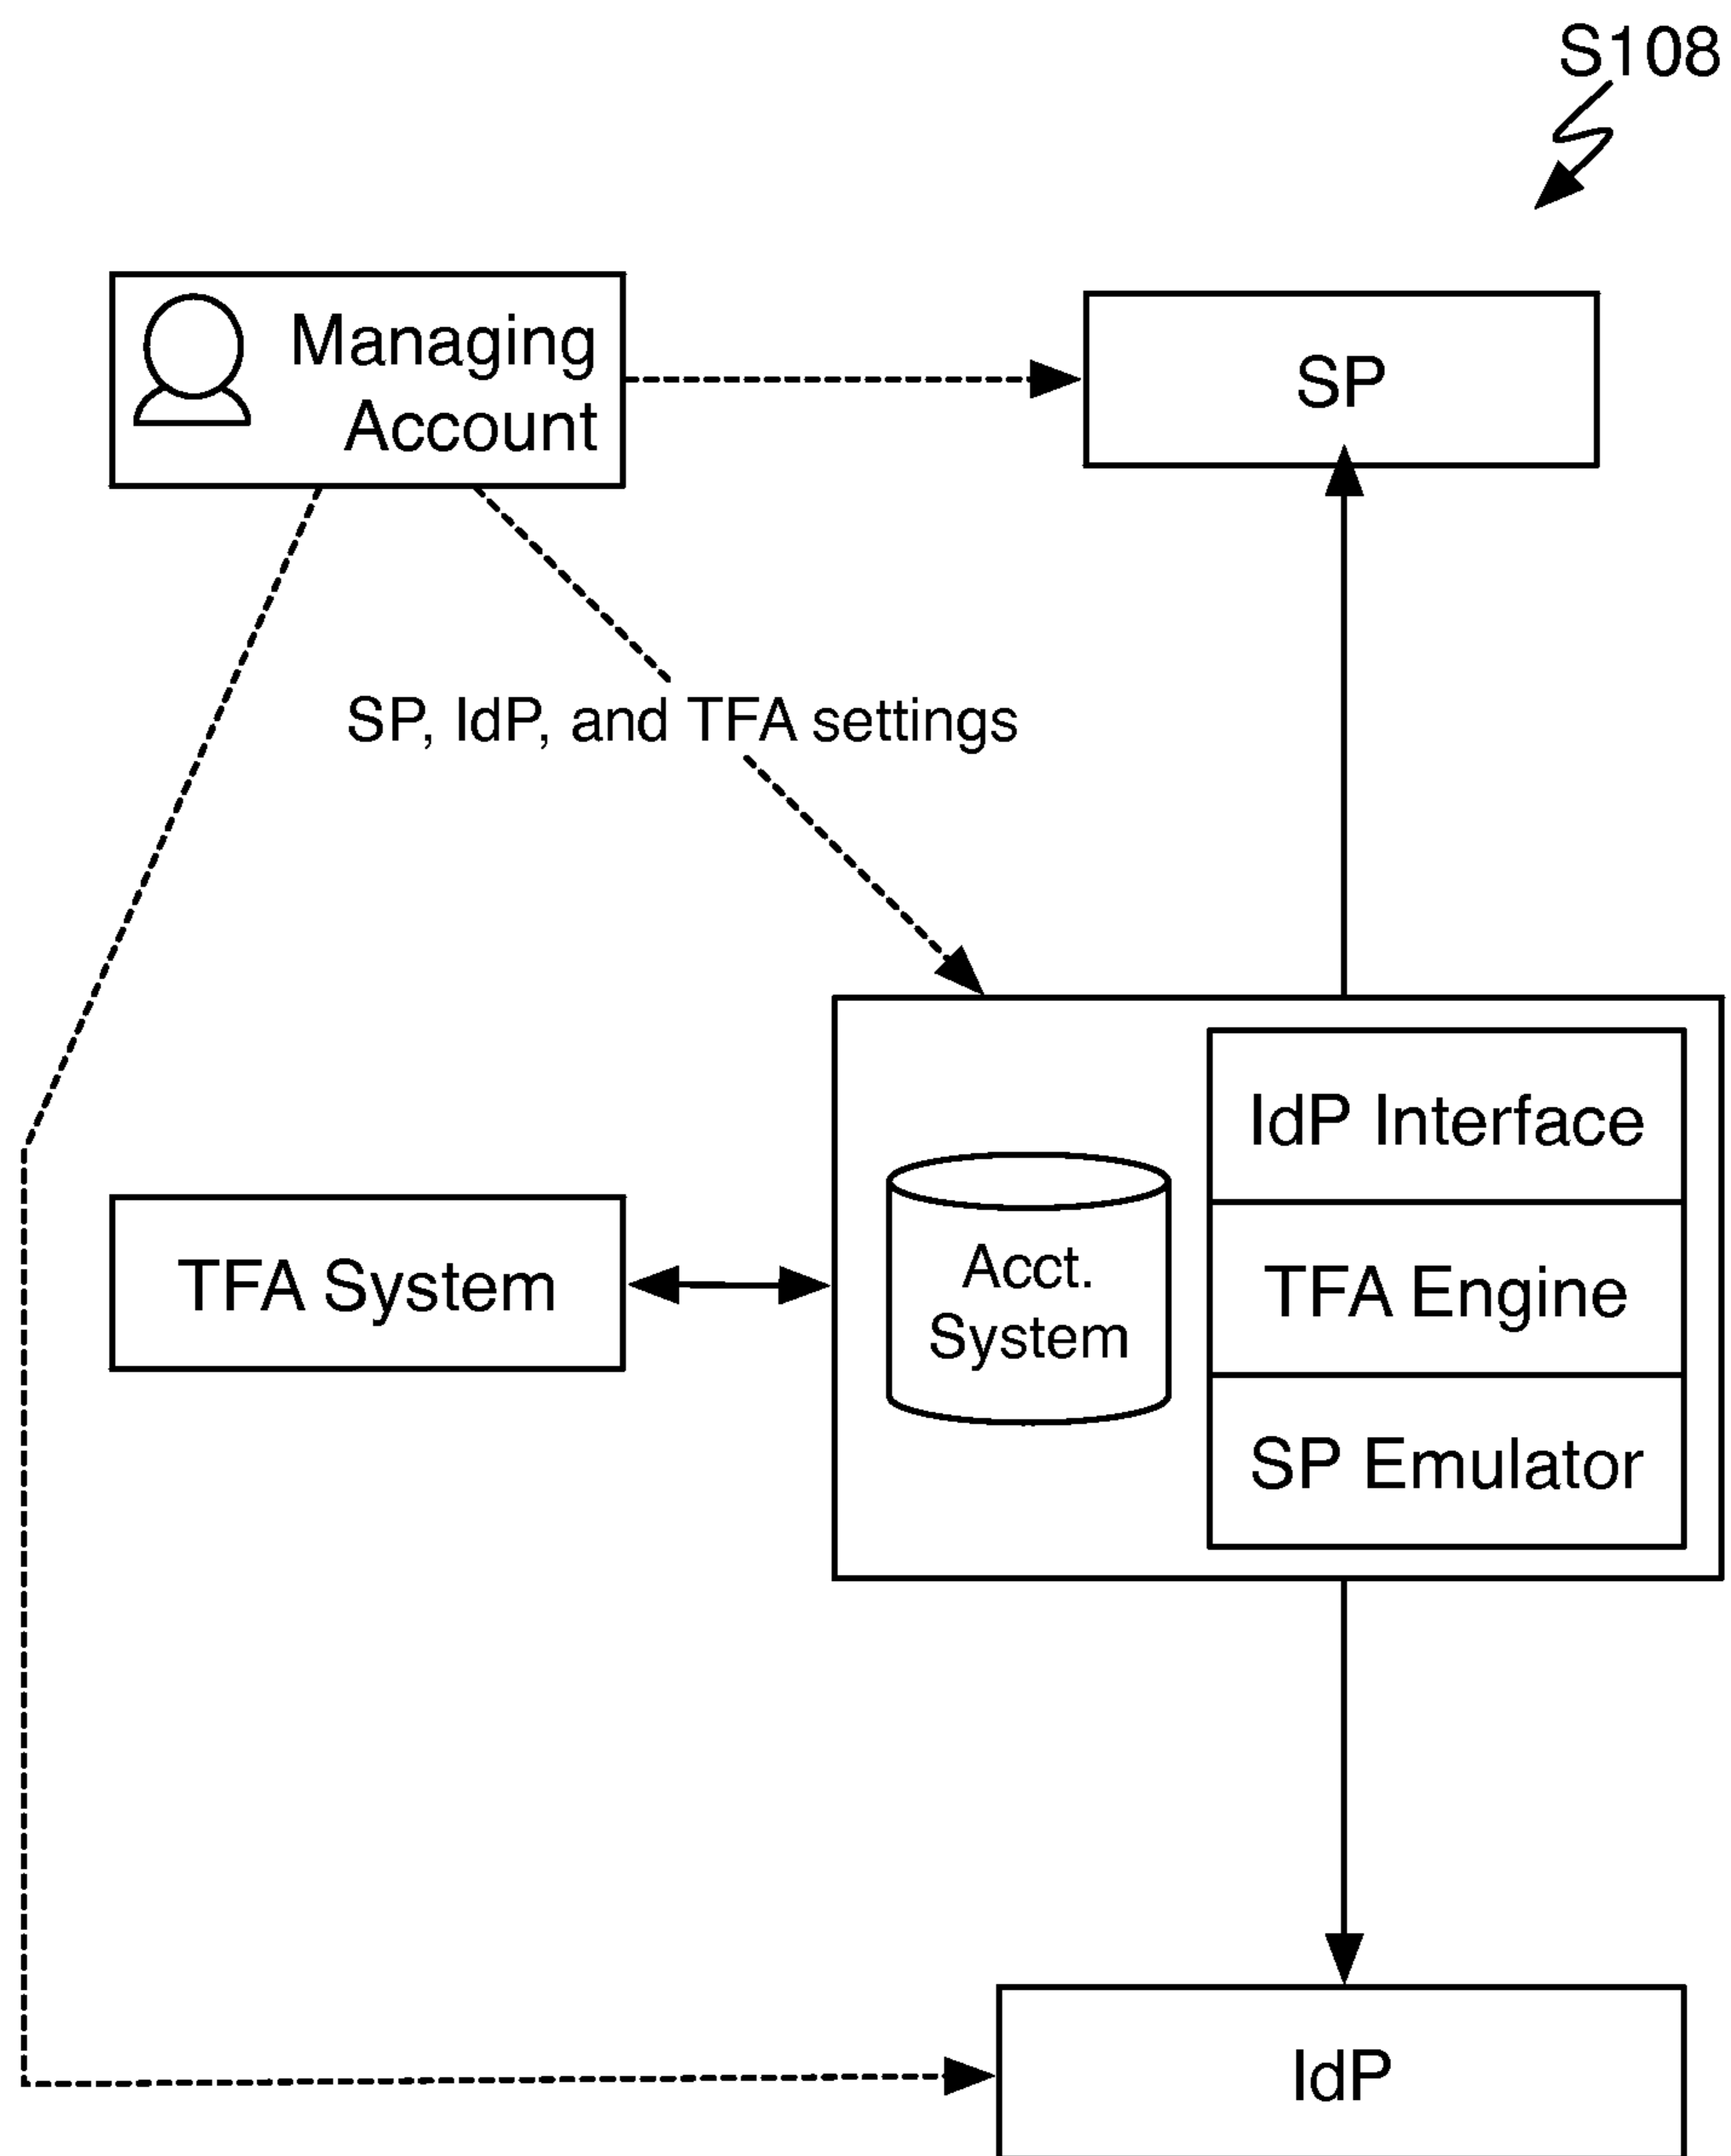 S108
Managing
Account
SP
SP, IdP, and TFA settings
IdP Interface
TFA System
Acct.
System
TFA Engine
SP Emulator
IdP